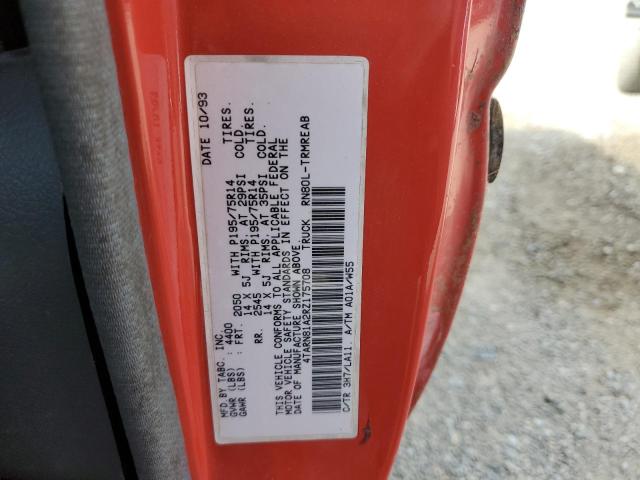 MFD. BY TABC, INC. DATE 10/93
GVWR (LBS) : 4400
GAWR (LBS) : FRT. 2050 WITH P195/75R14 TIRES.
14 X 5J RIMS, AT 29PSI COLD.
RR. 2545 WITH P195/75R14 TIRES.
14 X 5J RIMS. AT 35PSI COLD.
THIS VEHICLE CONFORMS TO ALL APPLICABLE FEDERAL
MOTOR VEHICLE SAFETY STANDARDS IN EFFECT ON THE
DATE OF MANUFACTURE SHOWN ABOVE.
4TARN81A2RZ175708 TRUCK RN80L-TRMREAB
C/TR 3H7/LA11, A/TM A01A/W55